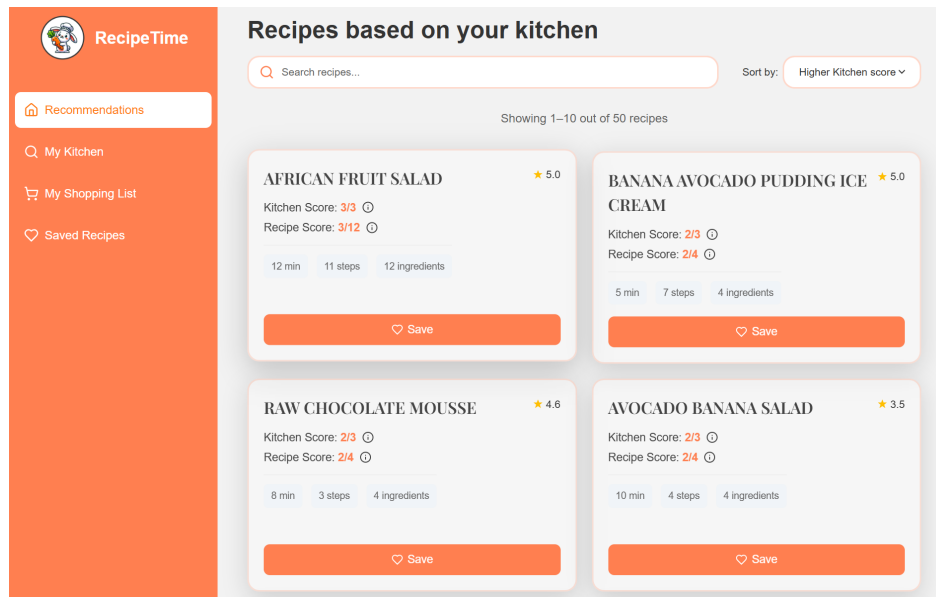 RecipeTime
Recommendations
My Kitchen
My Shopping List
Saved Recipes
Recipes based on your kitchen
Search recipes...
Sort by:
Higher Kitchen score
Showing 1–10 out of 50 recipes
AFRICAN FRUIT SALAD
5.0
Kitchen Score: 3/3
Recipe Score: 3/12
12 min 11 steps 12 ingredients
Save
BANANA AVOCADO PUDDING ICE
CREAM
5.0
Kitchen Score: 2/3
Recipe Score: 2/4
5 min 7 steps 4 ingredients
Save
RAW CHOCOLATE MOUSSE
4.6
Kitchen Score: 2/3
Recipe Score: 2/4
8 min 3 steps 4 ingredients
Save
AVOCADO BANANA SALAD
3.5
Kitchen Score: 2/3
Recipe Score: 2/4
10 min 4 steps 4 ingredients
Save